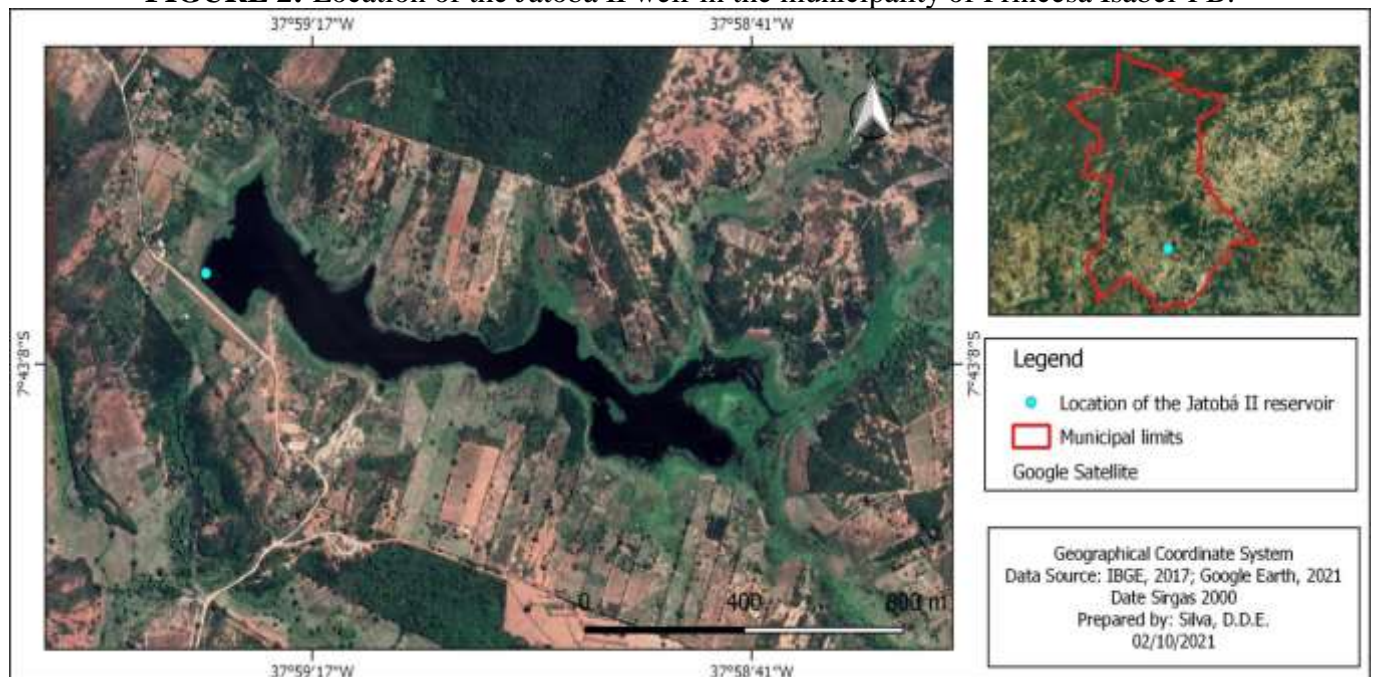 FIGURE 2: Location of the Jatobá II weir in the municipality of Princesa Isabel-PB.
37°59'17"W
37°58'41"W
7°43'8"S
7°43'8"S
0
400
800 m
37°59'17"W
37°58'41"W
Legend
Location of the Jatobá II reservoir
Municipal limits
Google Satellite
Geographical Coordinate System
Data Source: IBGE, 2017; Google Earth, 2021
Date Sirgas 2000
Prepared by: Silva, D.D.E.
02/10/2021